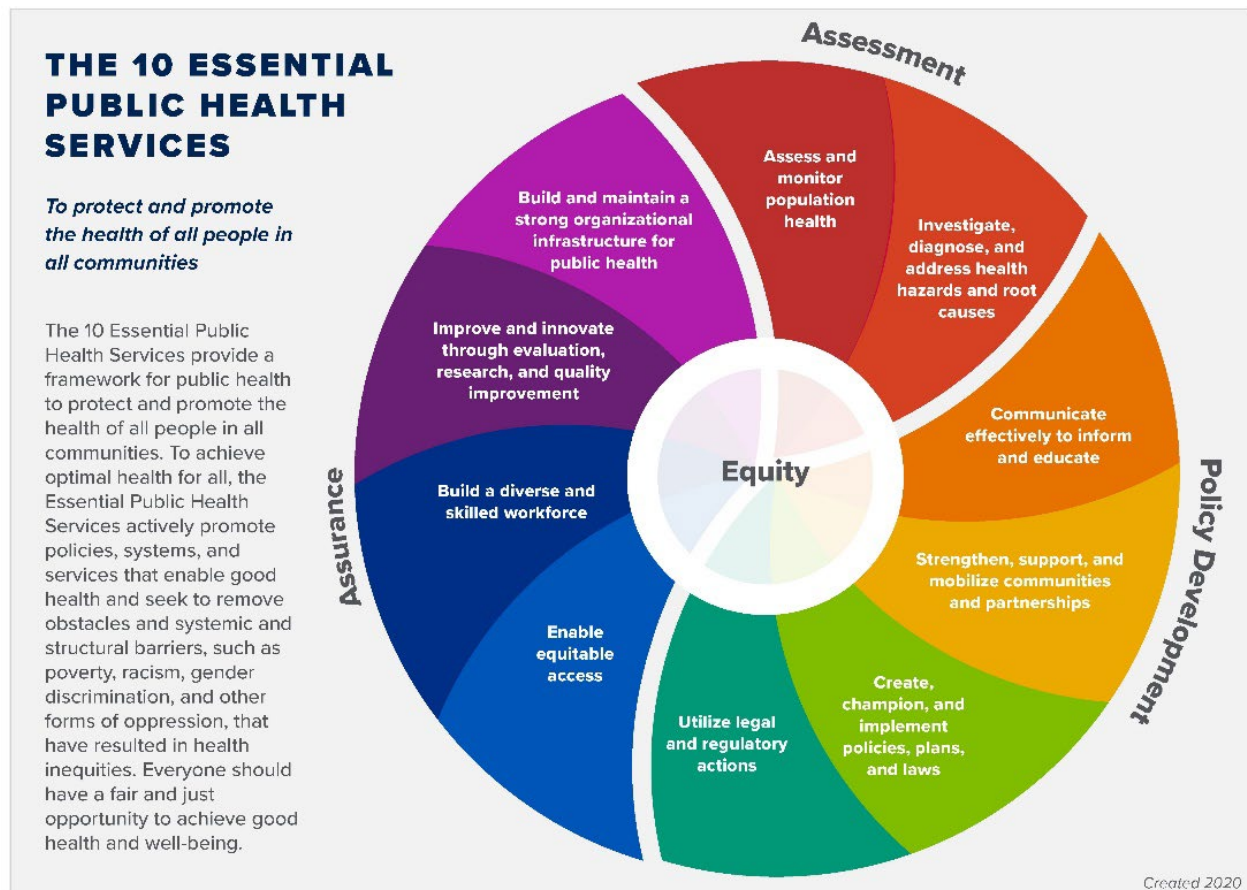 THE 10 ESSENTIAL
PUBLIC HEALTH
SERVICES
To protect and promote
the health of all people in
all communities
The 10 Essential Public
Health Services provide a
framework for public health
to protect and promote the
health of all people in all
communities. To achieve
optimal health for all, the
Essential Public Health
Services actively promote
policies, systems, and
services that enable good
health and seek to remove
obstacles and systemic and
structural barriers, such as
poverty, racism, gender
discrimination, and other
forms of oppression, that
have resulted in health
inequities. Everyone should
have a fair and just
opportunity to achieve good
health and well-being.
Assessment
Assess and
monitor
population
health
Investigate,
diagnose, and
address health
hazards and root
causes
Policy Development
Communicate
effectively to inform
and educate
Strengthen, support, and
mobilize communities
and partnerships
Create,
champion, and
implement
policies, plans,
and laws
Utilize legal
and regulatory
actions
Assurance
Enable
equitable
access
Build a diverse and
skilled workforce
Improve and innovate
through evaluation,
research, and quality
improvement
Build and maintain a
strong organizational
infrastructure for
public health
Equity
Created 2020